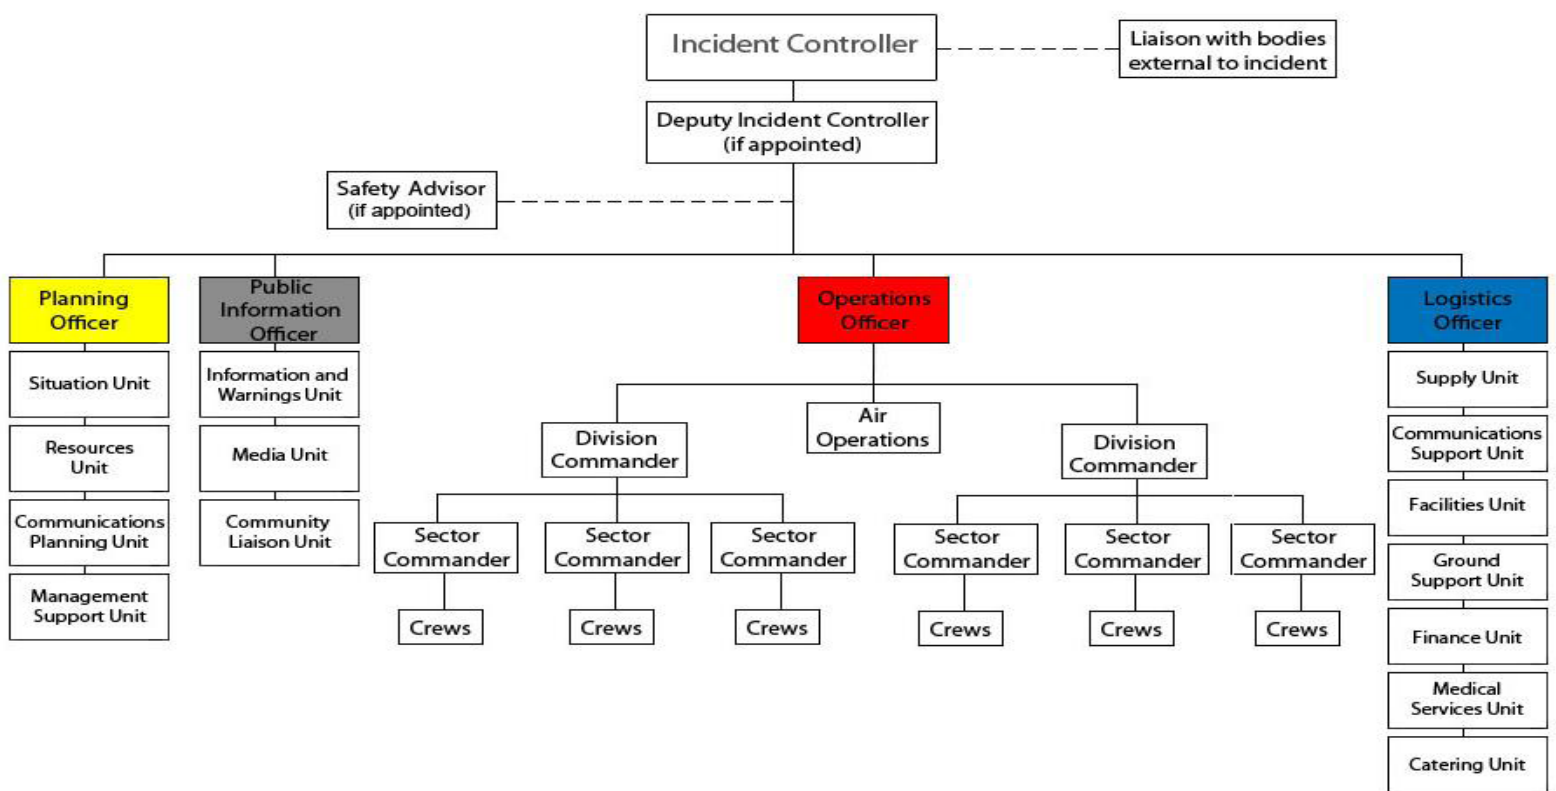 Incident Controller
Liaison with bodies
external to incident
Deputy Incident Controller
(if appointed)
Safety Advisor
(if appointed)
Planning
Officer
Public
Information
Officer
Operations
Officer
Logistics
Officer
Situation Unit
Resources
Unit
Communications
Planning Unit
Management
Support Unit
Information and
Warnings Unit
Media Unit
Community
Liaison Unit
Division
Commander
Air
Operations
Division
Commander
Sector
Commander
Sector
Commander
Sector
Commander
Sector
Commander
Sector
Commander
Sector
Commander
Crews
Crews
Crews
Crews
Crews
Crews
Supply Unit
Communications
Support Unit
Facilities Unit
Ground
Support Unit
Finance Unit
Medical
Services Unit
Catering Unit